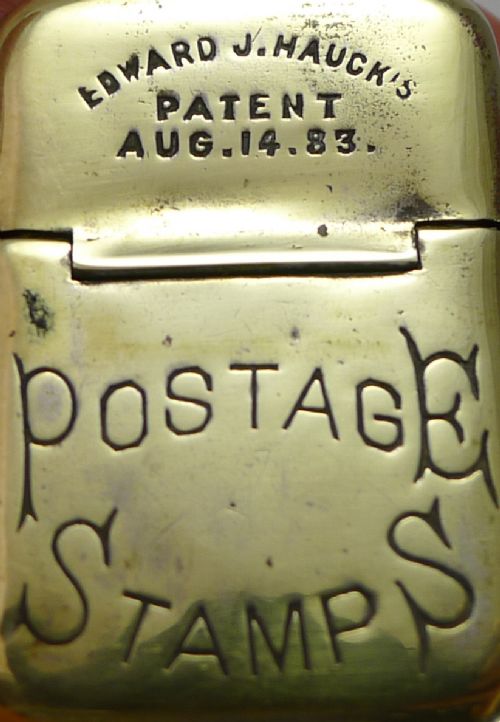 EDWARD J. HAUCK'S
PATENT
AUG. 14. 83.
POSTAGE
STAMPS